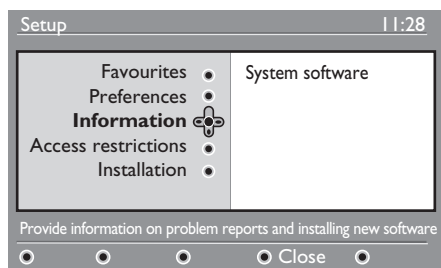 Setup 11:28
Favourites System software
Preferences
Information
Access restrictions
Installation
Provide information on problem reports and installing new software
Close